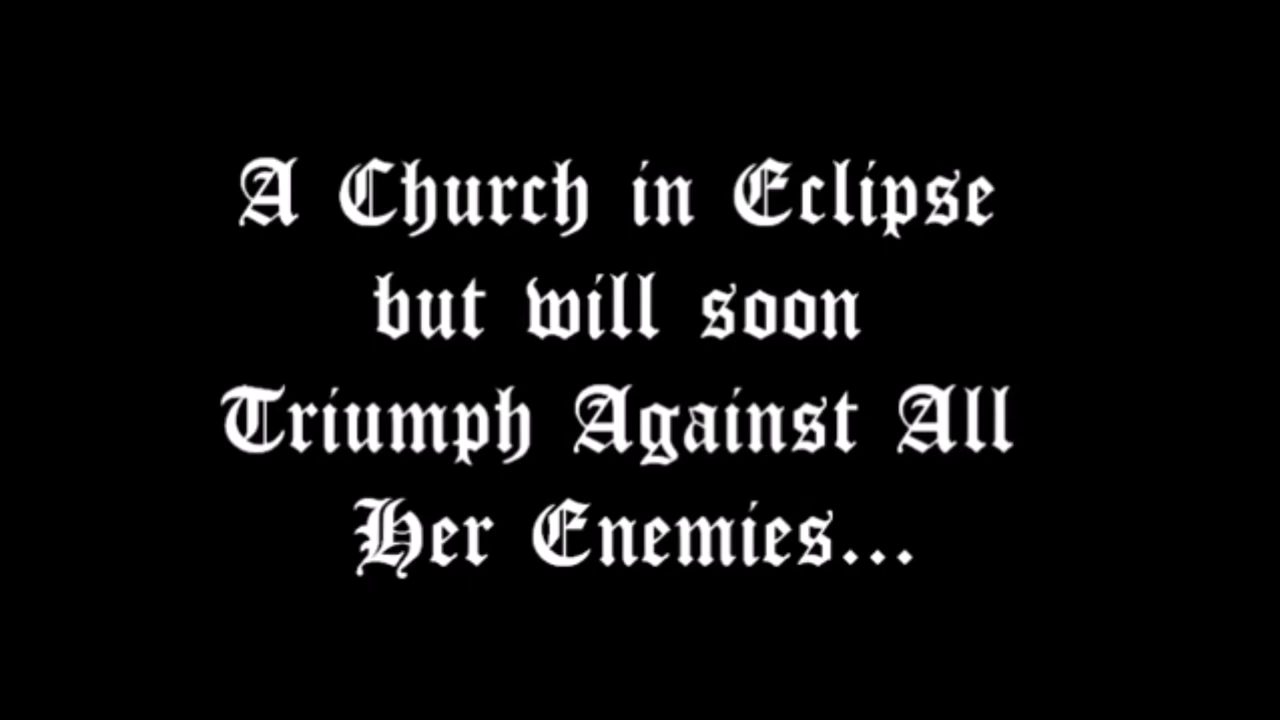 A Church in Eclipse
but will soon
Triumph Against All
Her Enemies...